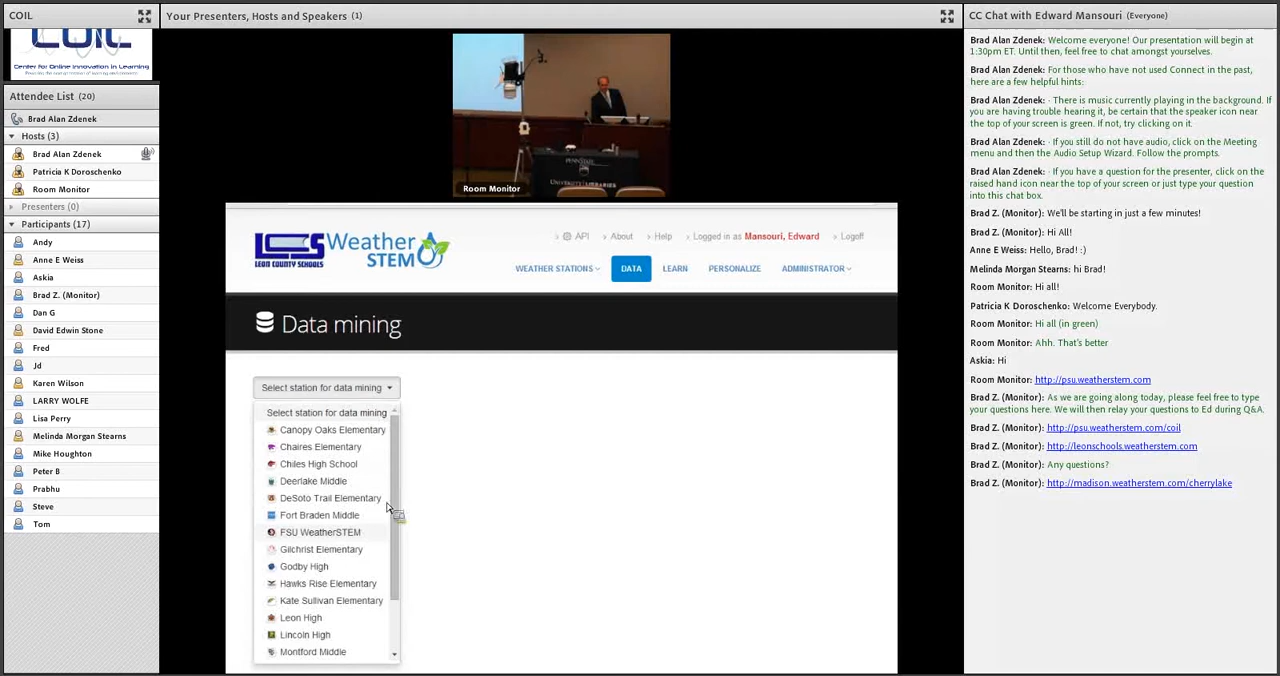 COIL
COIL
Center for Online Innovation in Learning
Attendee List (20)
Brad Alan Zdenek
Hosts (3)
Brad Alan Zdenek
Patricia K Doroschenko
Room Monitor
Presenters (0)
Participants (17)
Andy
Anne E Weiss
Askia
Brad Z. (Monitor)
Dan G
David Edwin Stone
Fred
Jd
Karen Wilson
LARRY WOLFE
Lisa Perry
Melinda Morgan Stearns
Mike Houghton
Peter B
Prabhu
Steve
Tom
Your Presenters, Hosts and Speakers (1)
PENNSTATE
UNIVERSITY LIBRARIES
Room Monitor
LCS
LEON COUNTY SCHOOLS
Weather
STEM
API About Help Logged in as Mansouri, Edward Logoff
WEATHER STATIONS DATA LEARN PERSONALIZE ADMINISTRATOR
Data mining
Select station for data mining
Select station for data mining
Canopy Oaks Elementary
Chaires Elementary
Chiles High School
Deerlake Middle
DeSoto Trail Elementary
Fort Braden Middle
FSU WeatherSTEM
Gilchrist Elementary
Godby High
Hawks Rise Elementary
Kate Sullivan Elementary
Leon High
Lincoln High
Montford Middle
CC Chat with Edward Mansouri (Everyone)
Brad Alan Zdenek: Welcome everyone! Our presentation will begin at
1:30pm ET. Until then, feel free to chat amongst yourselves.
Brad Alan Zdenek: For those who have not used Connect in the past,
here are a few helpful hints:
Brad Alan Zdenek: · There is music currently playing in the background. If
you are having trouble hearing it, be certain that the speaker icon near
the top of your screen is green. If not, try clicking on it.
Brad Alan Zdenek: · If you still do not have audio, click on the Meeting
menu and then the Audio Setup Wizard. Follow the prompts.
Brad Alan Zdenek: · If you have a question for the presenter, click on the
raised hand icon near the top of your screen or just type your question
into this chat box.
Brad Z. (Monitor): We'll be starting in just a few minutes!
Brad Z. (Monitor): Hi All!
Anne E Weiss: Hello, Brad! :)
Melinda Morgan Stearns: hi Brad!
Room Monitor: Hi all!
Patricia K Doroschenko: Welcome Everybody.
Room Monitor: Hi all (in green)
Room Monitor: Ahh. That's better
Askia: Hi
Room Monitor: http://psu.weatherstem.com
Brad Z. (Monitor): As we are going along today, please feel free to type
your questions here. We will then relay your questions to Ed during Q&A.
Brad Z. (Monitor): http://psu.weatherstem.com/coil
Brad Z. (Monitor): http://leonschools.weatherstem.com
Brad Z. (Monitor): Any questions?
Brad Z. (Monitor): http://madison.weatherstem.com/cherrylake